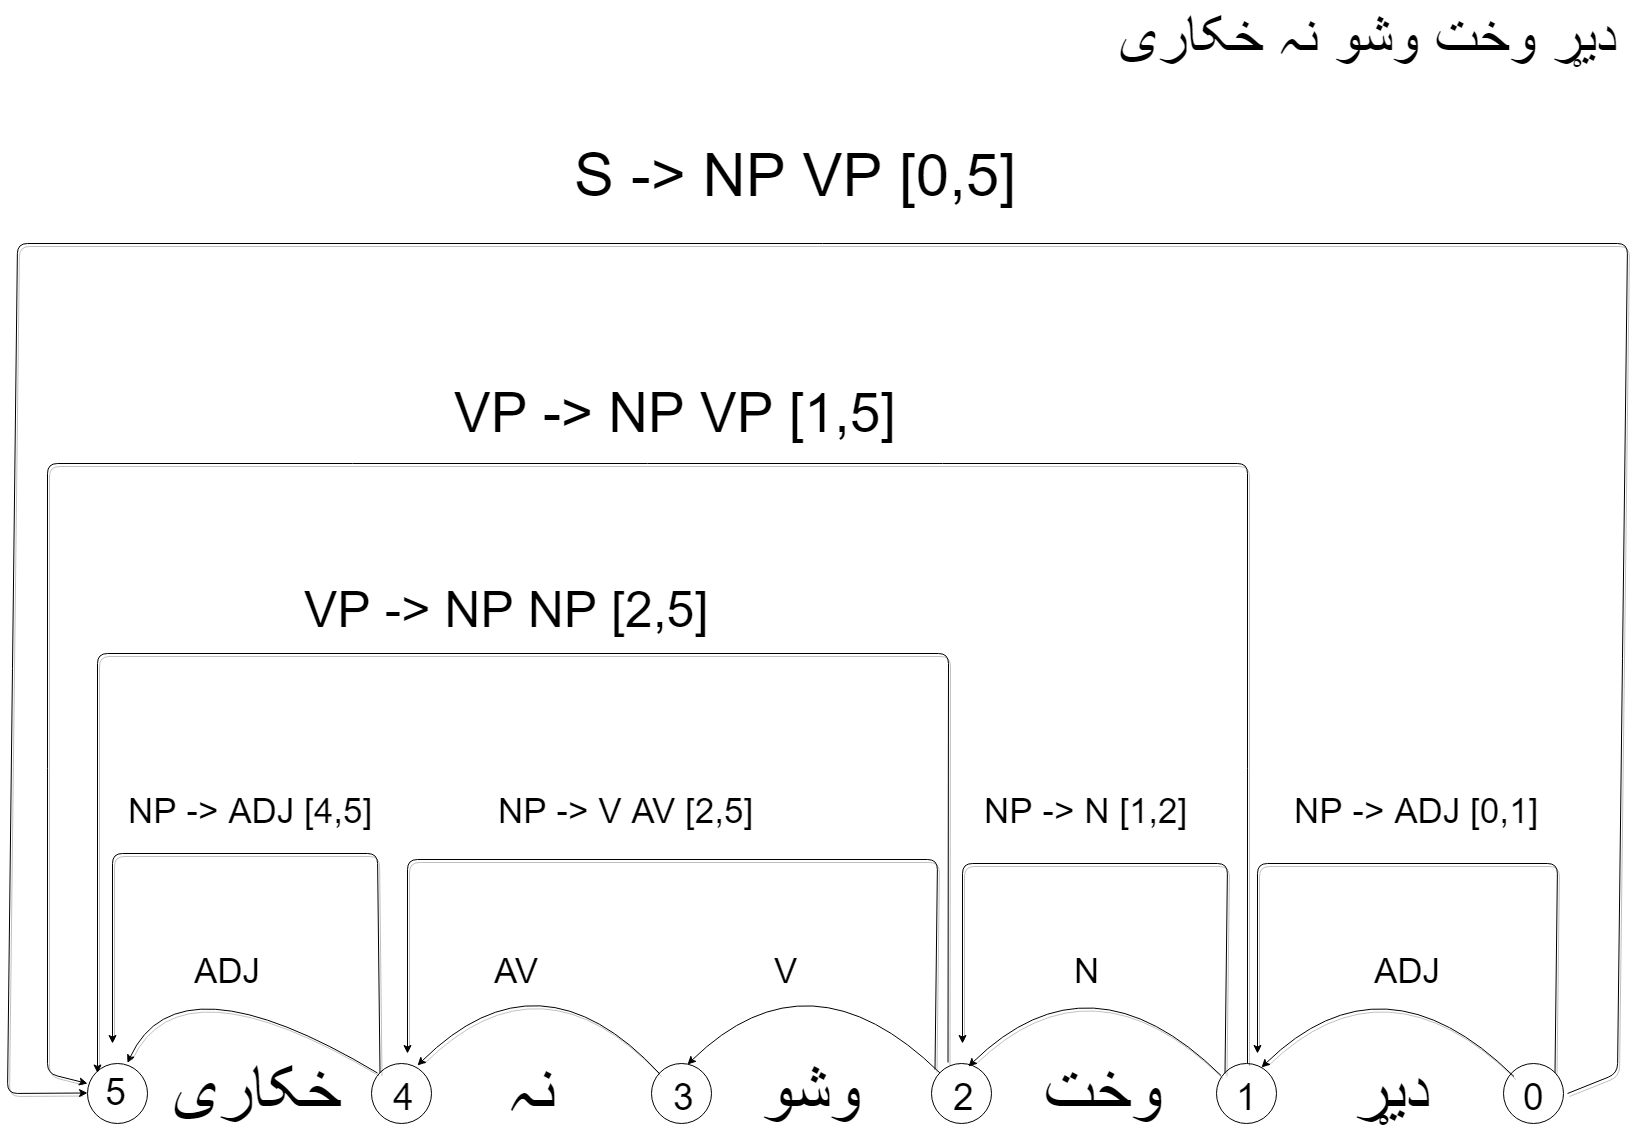 دیړ وخت وشو نہ خکاری
S -> NP VP [0,5]
VP -> NP VP [1,5]
VP -> NP NP [2,5]
NP -> ADJ [4,5] NP -> V AV [2,5] NP -> N [1,2] NP -> ADJ [0,1]
ADJ AV V N ADJ
0 دیړ 1 وخت 2 وشو 3 نہ 4 خکاری 5